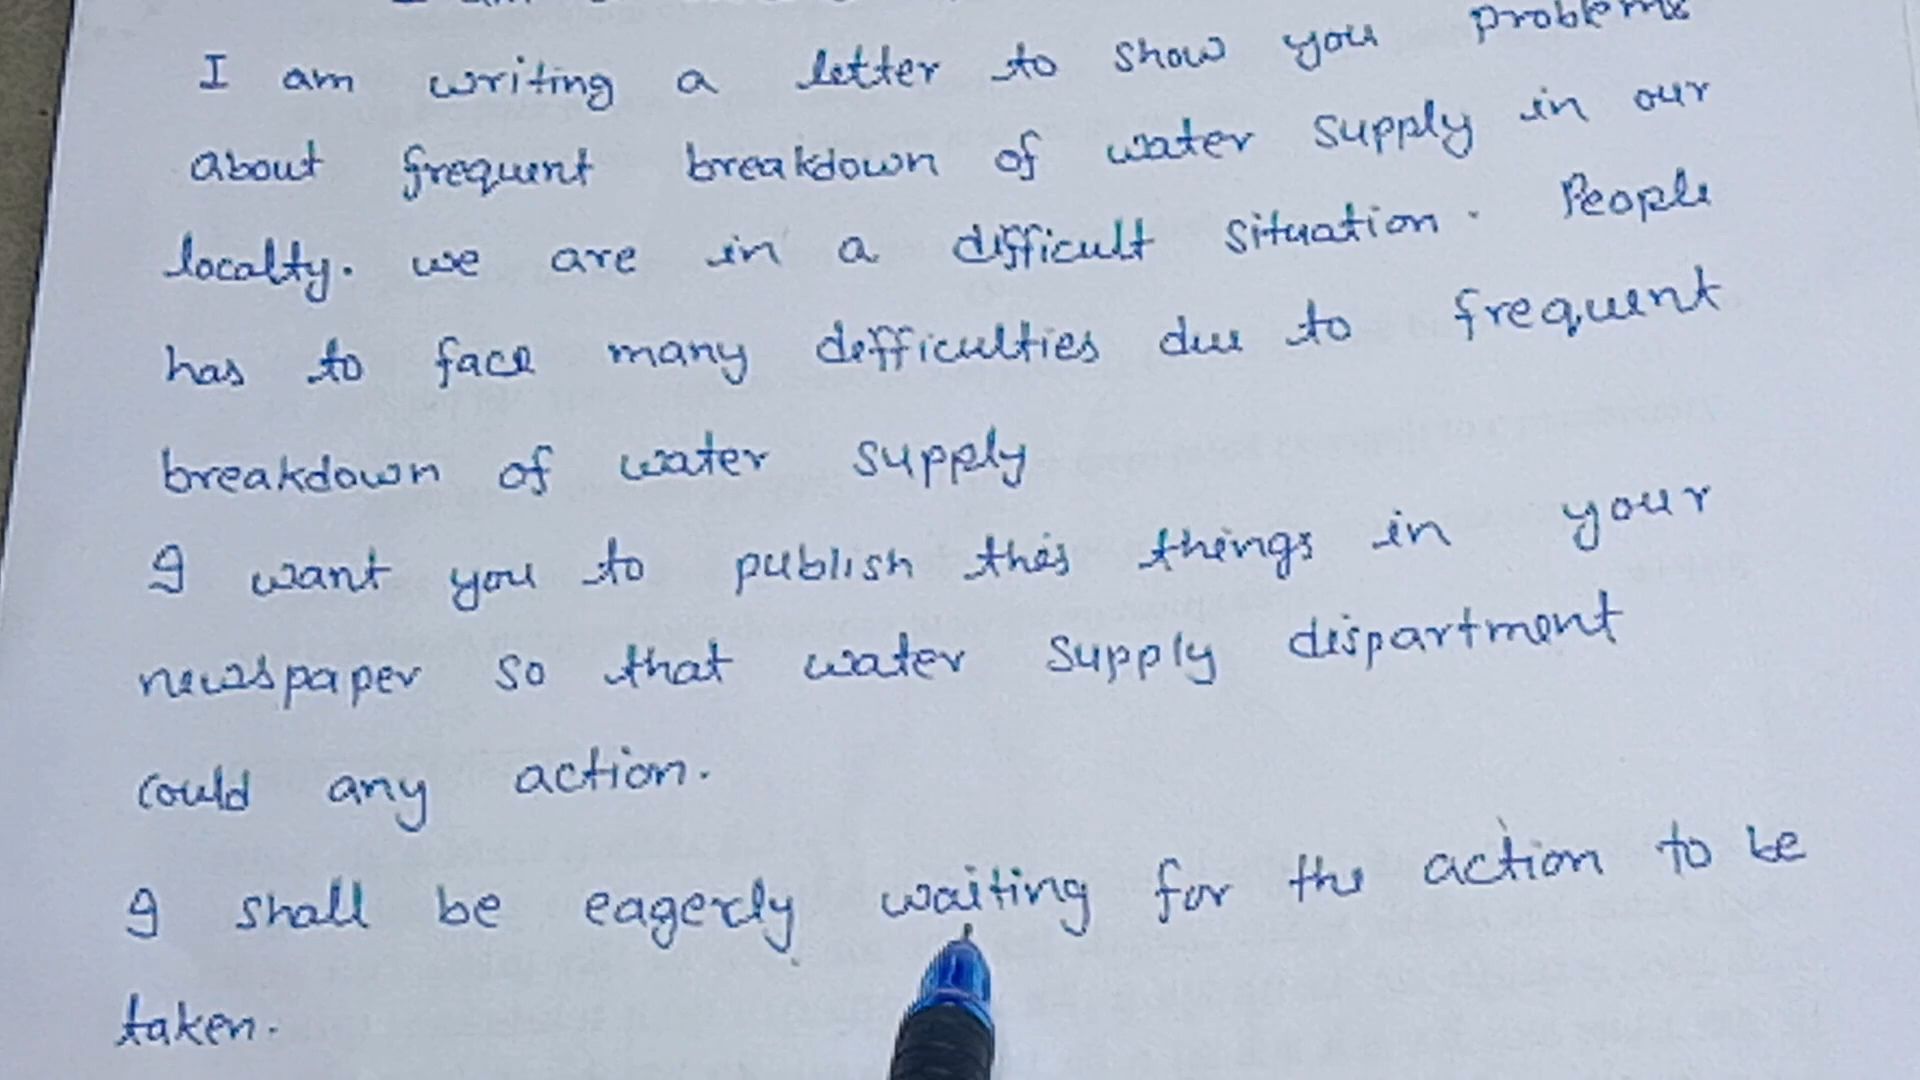 I am writing a letter to show you problems
about frequent breakdown of water supply in our
localty. we are in a difficult situation. People
has to face many difficulties due to frequent
breakdown of water supply
I want you to publish this things in your
newspaper so that water supply dispartment
could any action.
I shall be eagerly waiting for the action to be
taken.